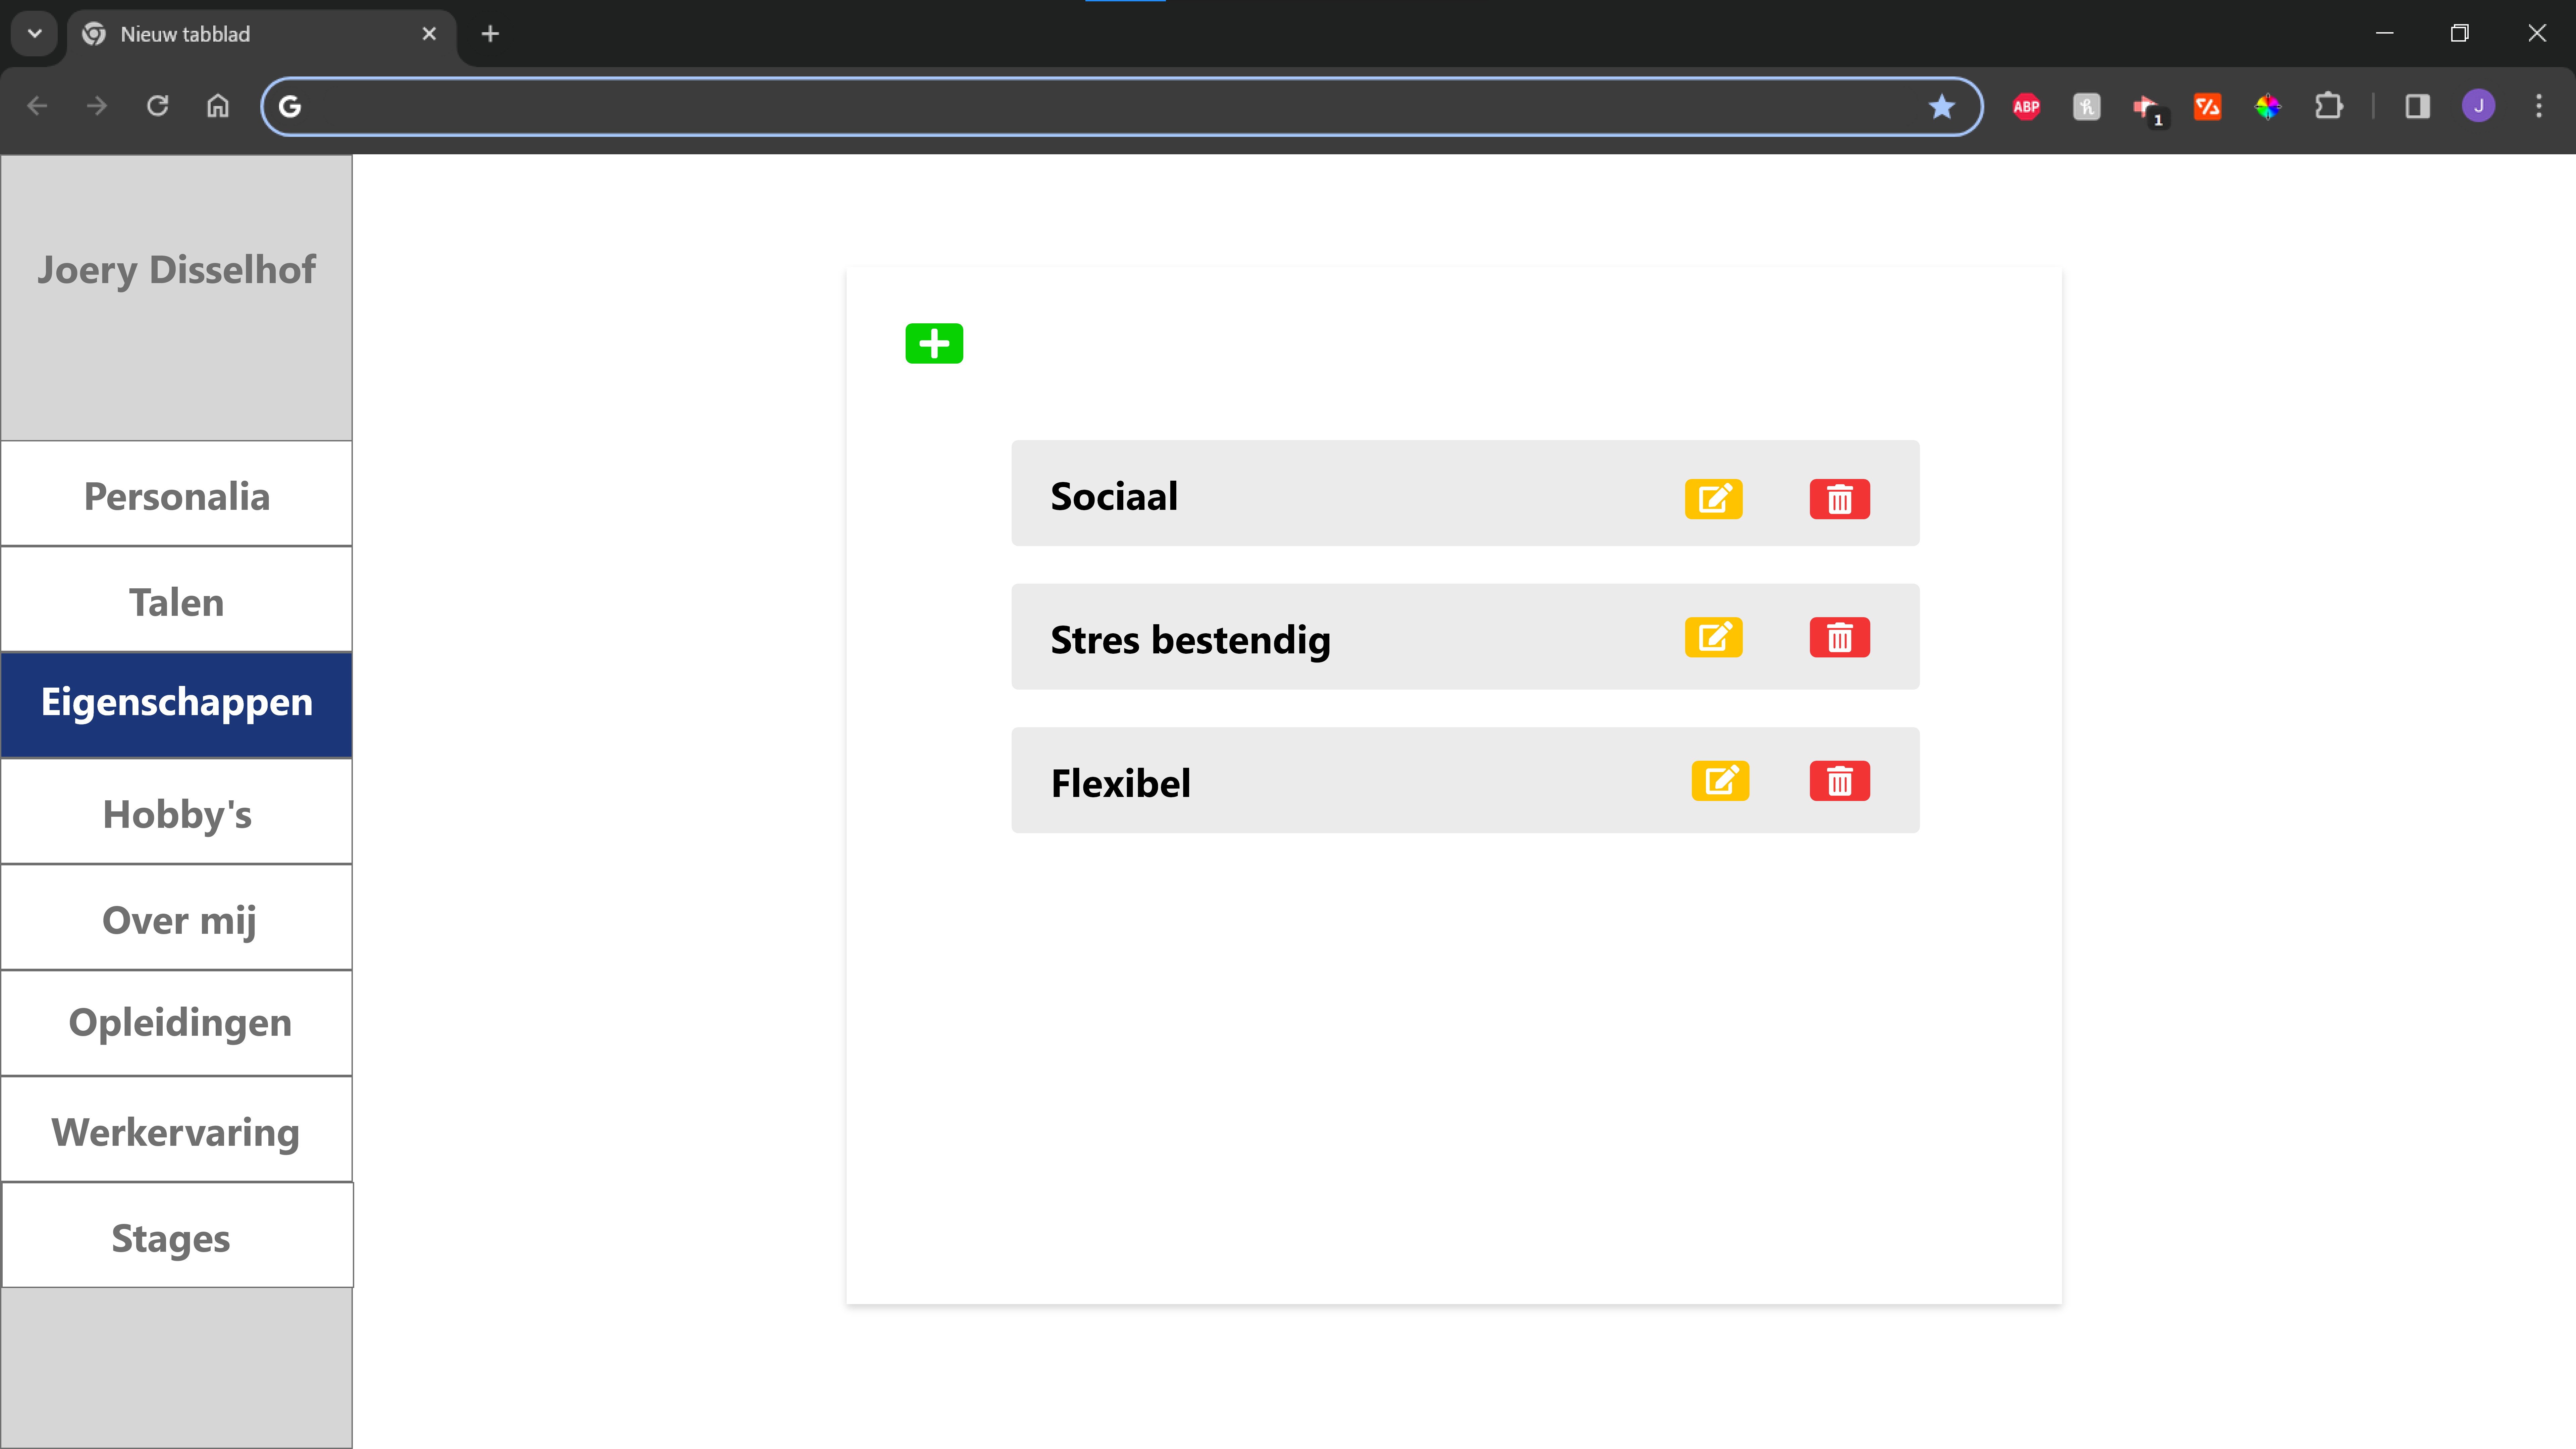 Nieuw tabblad
ABP
1
J
Joery Disselhof
Personalia
Talen
Eigenschappen
Hobby's
Over mij
Opleidingen
Werkervaring
Stages
Sociaal
Stres bestendig
Flexibel